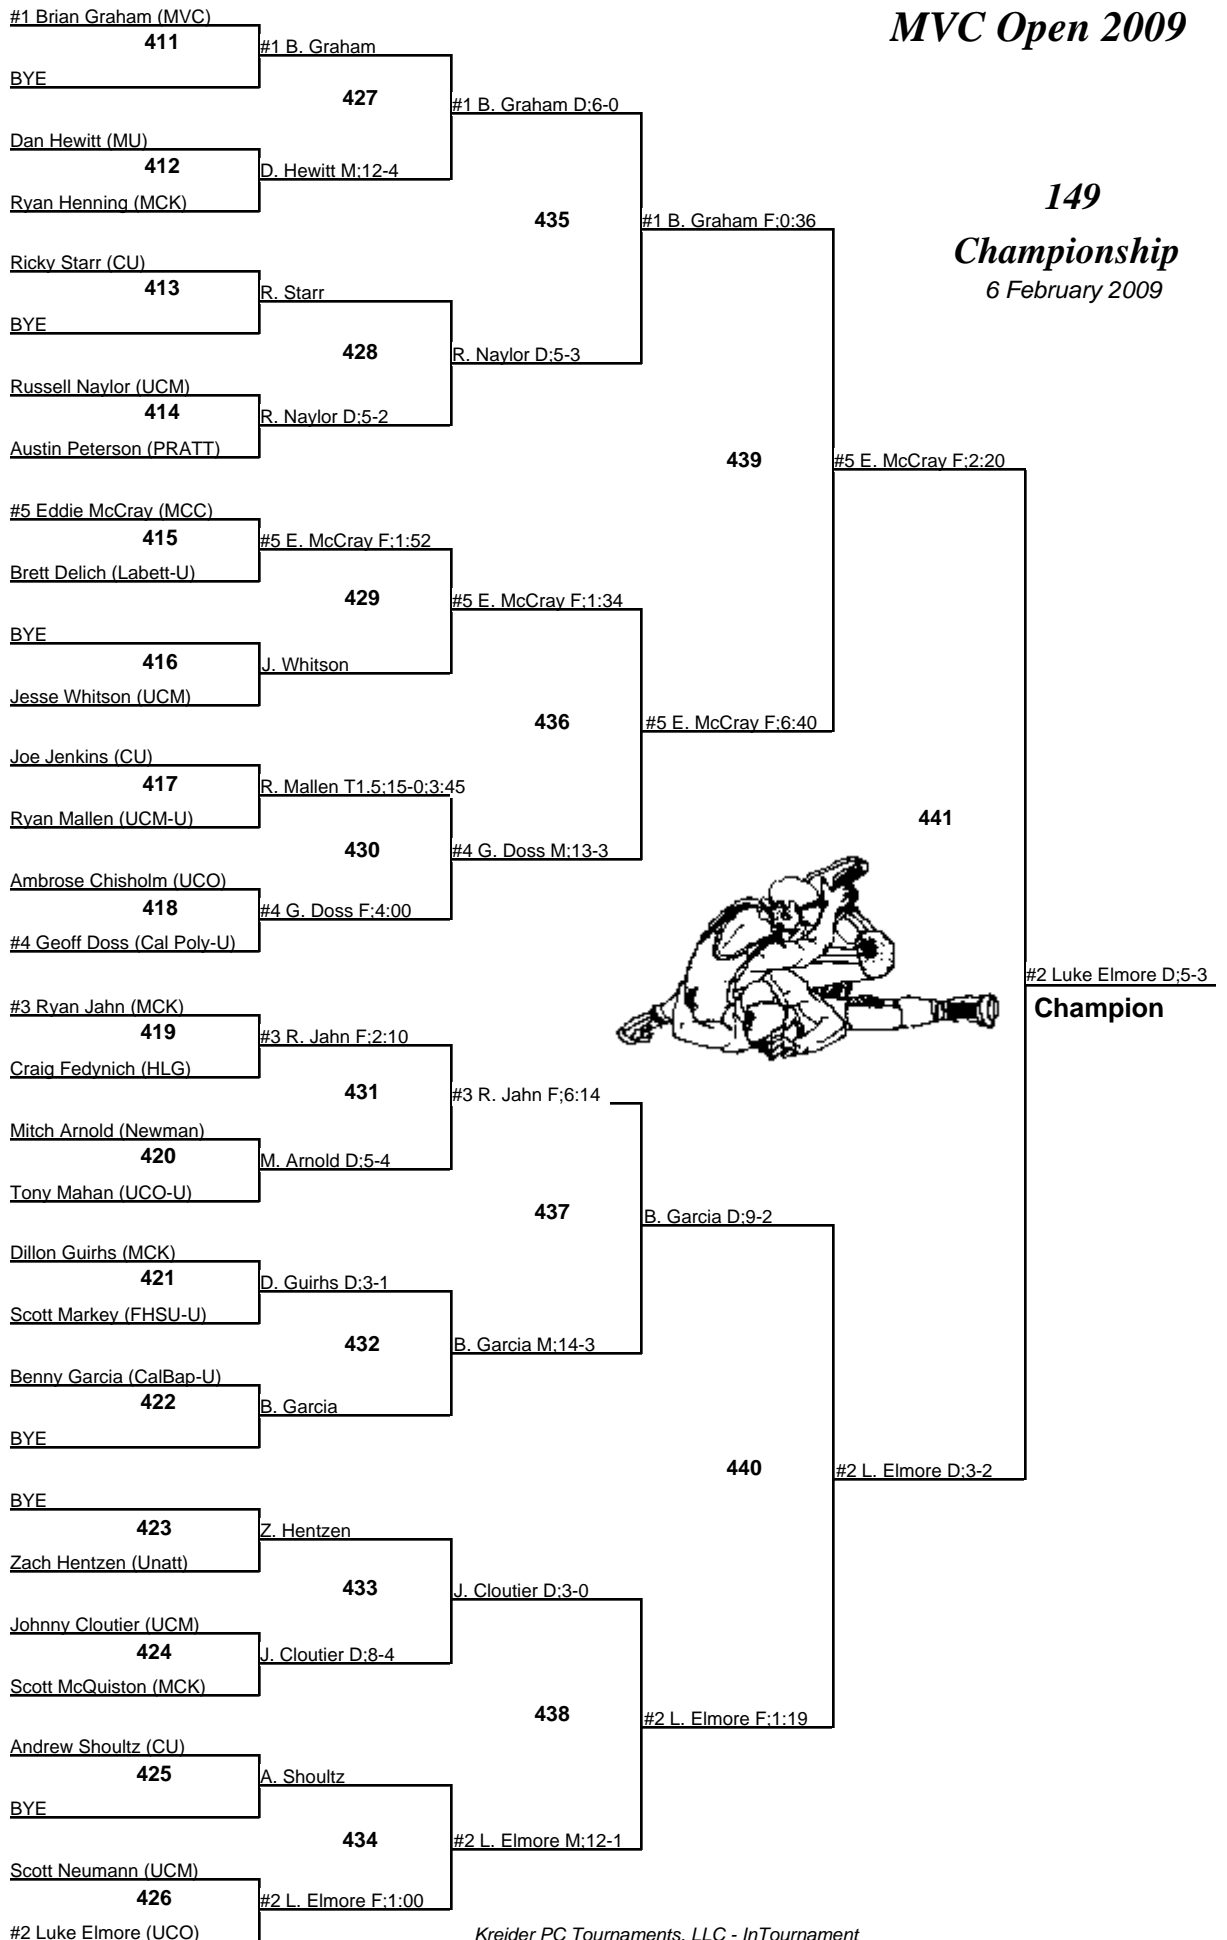 MVC Open 2009
149
Championship
6 February 2009
#1 Brian Graham (MVC)
411
BYE
Dan Hewitt (MU)
412
Ryan Henning (MCK)
Ricky Starr (CU)
413
BYE
Russell Naylor (UCM)
414
Austin Peterson (PRATT)
#5 Eddie McCray (MCC)
415
Brett Delich (Labett-U)
BYE
416
Jesse Whitson (UCM)
Joe Jenkins (CU)
417
Ryan Mallen (UCM-U)
Ambrose Chisholm (UCO)
418
#4 Geoff Doss (Cal Poly-U)
#3 Ryan Jahn (MCK)
419
Craig Fedynich (HLG)
Mitch Arnold (Newman)
420
Tony Mahan (UCO-U)
Dillon Guirhs (MCK)
421
Scott Markey (FHSU-U)
Benny Garcia (CalBap-U)
422
BYE
BYE
423
Zach Hentzen (Unatt)
Johnny Cloutier (UCM)
424
Scott McQuiston (MCK)
Andrew Shoultz (CU)
425
BYE
Scott Neumann (UCM)
426
#2 Luke Elmore (UCO)
#1 B. Graham
427
D. Hewitt M;12-4
R. Starr
428
R. Naylor D;5-2
#5 E. McCray F;1:52
429
J. Whitson
R. Mallen T1.5;15-0;3:45
430
#4 G. Doss F;4:00
#3 R. Jahn F;2:10
431
M. Arnold D;5-4
D. Guirhs D;3-1
432
B. Garcia
Z. Hentzen
433
J. Cloutier D;8-4
A. Shoultz
434
#2 L. Elmore F;1:00
#1 B. Graham D;6-0
435
R. Naylor D;5-3
#5 E. McCray F;1:34
436
#4 G. Doss M;13-3
#3 R. Jahn F;6:14
437
B. Garcia M;14-3
J. Cloutier D;3-0
438
#2 L. Elmore M;12-1
#1 B. Graham F;0:36
439
#5 E. McCray F;6:40
B. Garcia D;9-2
440
#2 L. Elmore F;1:19
#5 E. McCray F;2:20
441
#2 L. Elmore D;3-2
#2 Luke Elmore D;5-3
Champion
Kreider PC Tournaments, LLC - InTournament